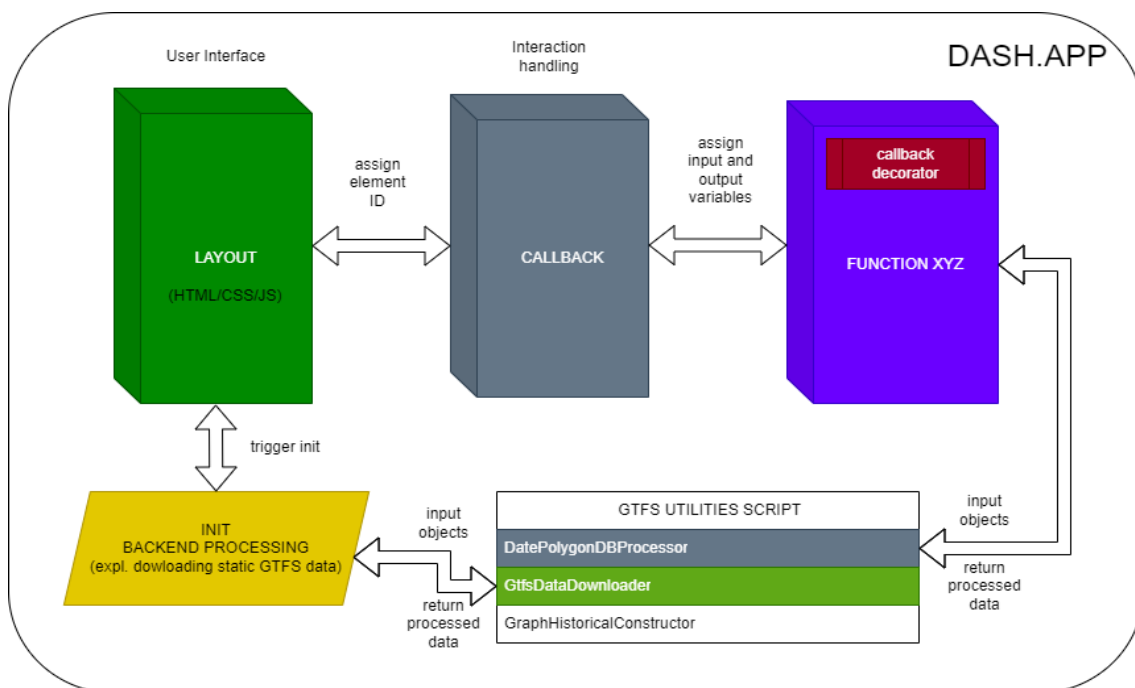 DASH.APP
User Interface
Interaction
handling
LAYOUT
(HTML/CSS/JS)
assign
element
ID
CALLBACK
assign
input and
output
variables
callback
decorator
FUNCTION XYZ
trigger init
INIT
BACKEND PROCESSING
(expl. dowloading static GTFS data)
input
objects
return
processed
data
GTFS UTILITIES SCRIPT
DatePolygonDBProcessor
GtfsDataDownloader
GraphHistoricalConstructor
input
objects
return
processed
data